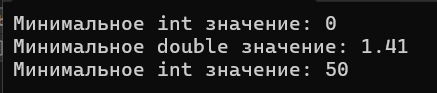 Минимальное int значение: 0
Минимальное double значение: 1.41
Минимальное int значение: 50